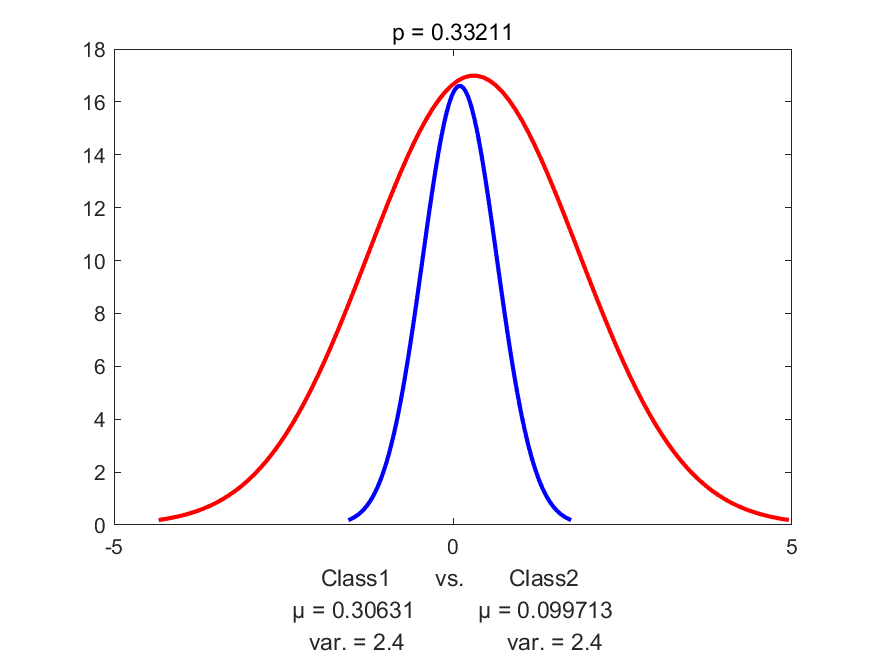 p = 0.33211
18
16
14
12
10
8
6
4
2
0
-5 0 5
Class1 vs. Class2
μ = 0.30631 μ = 0.099713
var. = 2.4 var. = 2.4